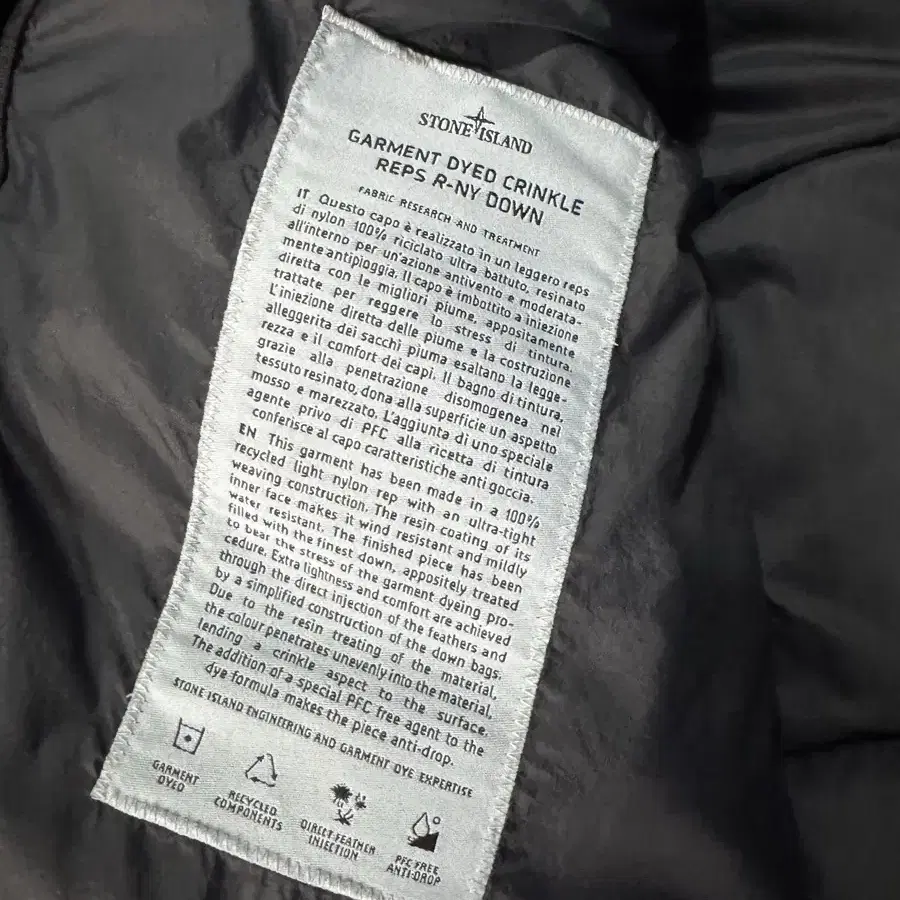 STONE ISLAND
GARMENT DYED CRINKLE
REPS R-NY DOWN
FABRIC RESEARCH AND TREATMENT
IT Questo capo è realizzato in un leggero reps
di nylon 100% riciclato ultra battuto, resinato
all'interno per un'azione antivento e moderata-
mente antipioggia. Il capo è imbottito a iniezione
diretta con le migliori piume, appositamente
trattate per reggere lo stress di tintura.
L'iniezione diretta delle piume e la costruzione
alleggerita dei sacchi piuma esaltano la legge-
rezza e il comfort dei capi. Il bagno di tintura,
grazie alla penetrazione disomogenea nel
tessuto resinato, dona alla superficie un aspetto
mosso e marezzato. L'aggiunta di uno speciale
agente privo di PFC alla ricetta di tintura
conferisce al capo caratteristiche anti goccia.
EN This garment has been made in a 100%
recycled light nylon rep with an ultra-tight
weaving construction. The resin coating of its
inner face makes it wind resistant and mildly
water resistant. The finished piece has been
filled with the finest down, appositely treated
to bear the stress of the garment dyeing pro-
cedure. Extra lightness and comfort are achieved
through the direct injection of the feathers and
by a simplified construction of the down bags.
Due to the resin treating of the material,
the colour penetrates unevenly into the material,
lending a crinkle aspect to the surface.
The addition of a special PFC free agent to the
dye formula makes the piece anti-drop.
STONE ISLAND ENGINEERING AND GARMENT DYE EXPERTISE
GARMENT
DYED
RECYCLED
COMPONENTS
DIRECT FEATHER
INJECTION
PFC FREE
ANTI-DROP